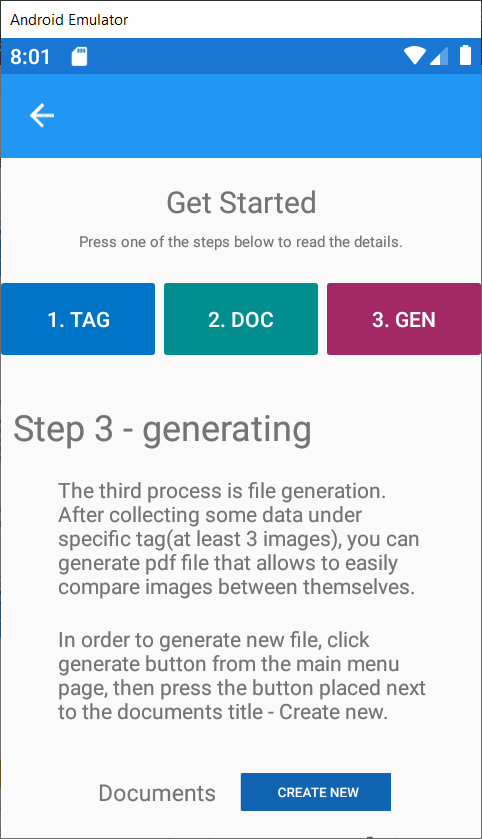 Android Emulator
8:01
Get Started
Press one of the steps below to read the details.
1. TAG 2. DOC 3. GEN
Step 3 - generating
The third process is file generation.
After collecting some data under
specific tag(at least 3 images), you can
generate pdf file that allows to easily
compare images between themselves.
In order to generate new file, click
generate button from the main menu
page, then press the button placed next
to the documents title - Create new.
Documents CREATE NEW